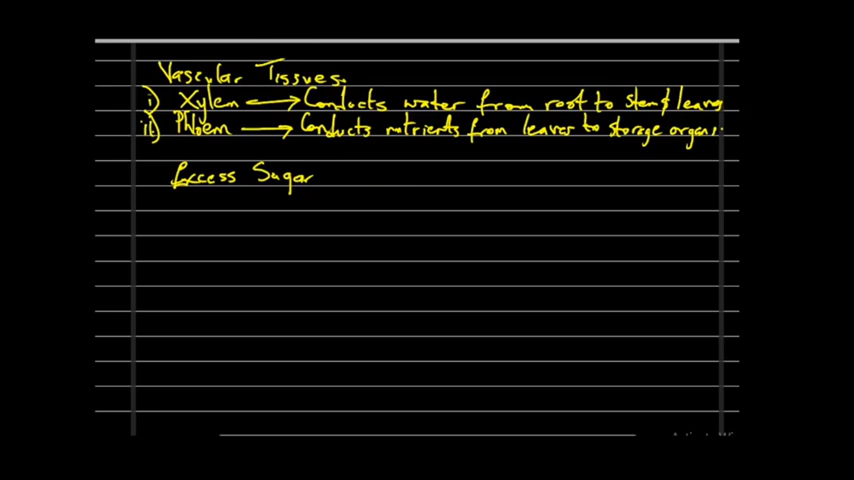 Vascular Tissues.
i) Xylem ⟷ Conducts water from root to stem & leaves
ii) Phloem ⟶ Conducts nutrients from leaves to storage organs.
Excess Sugar